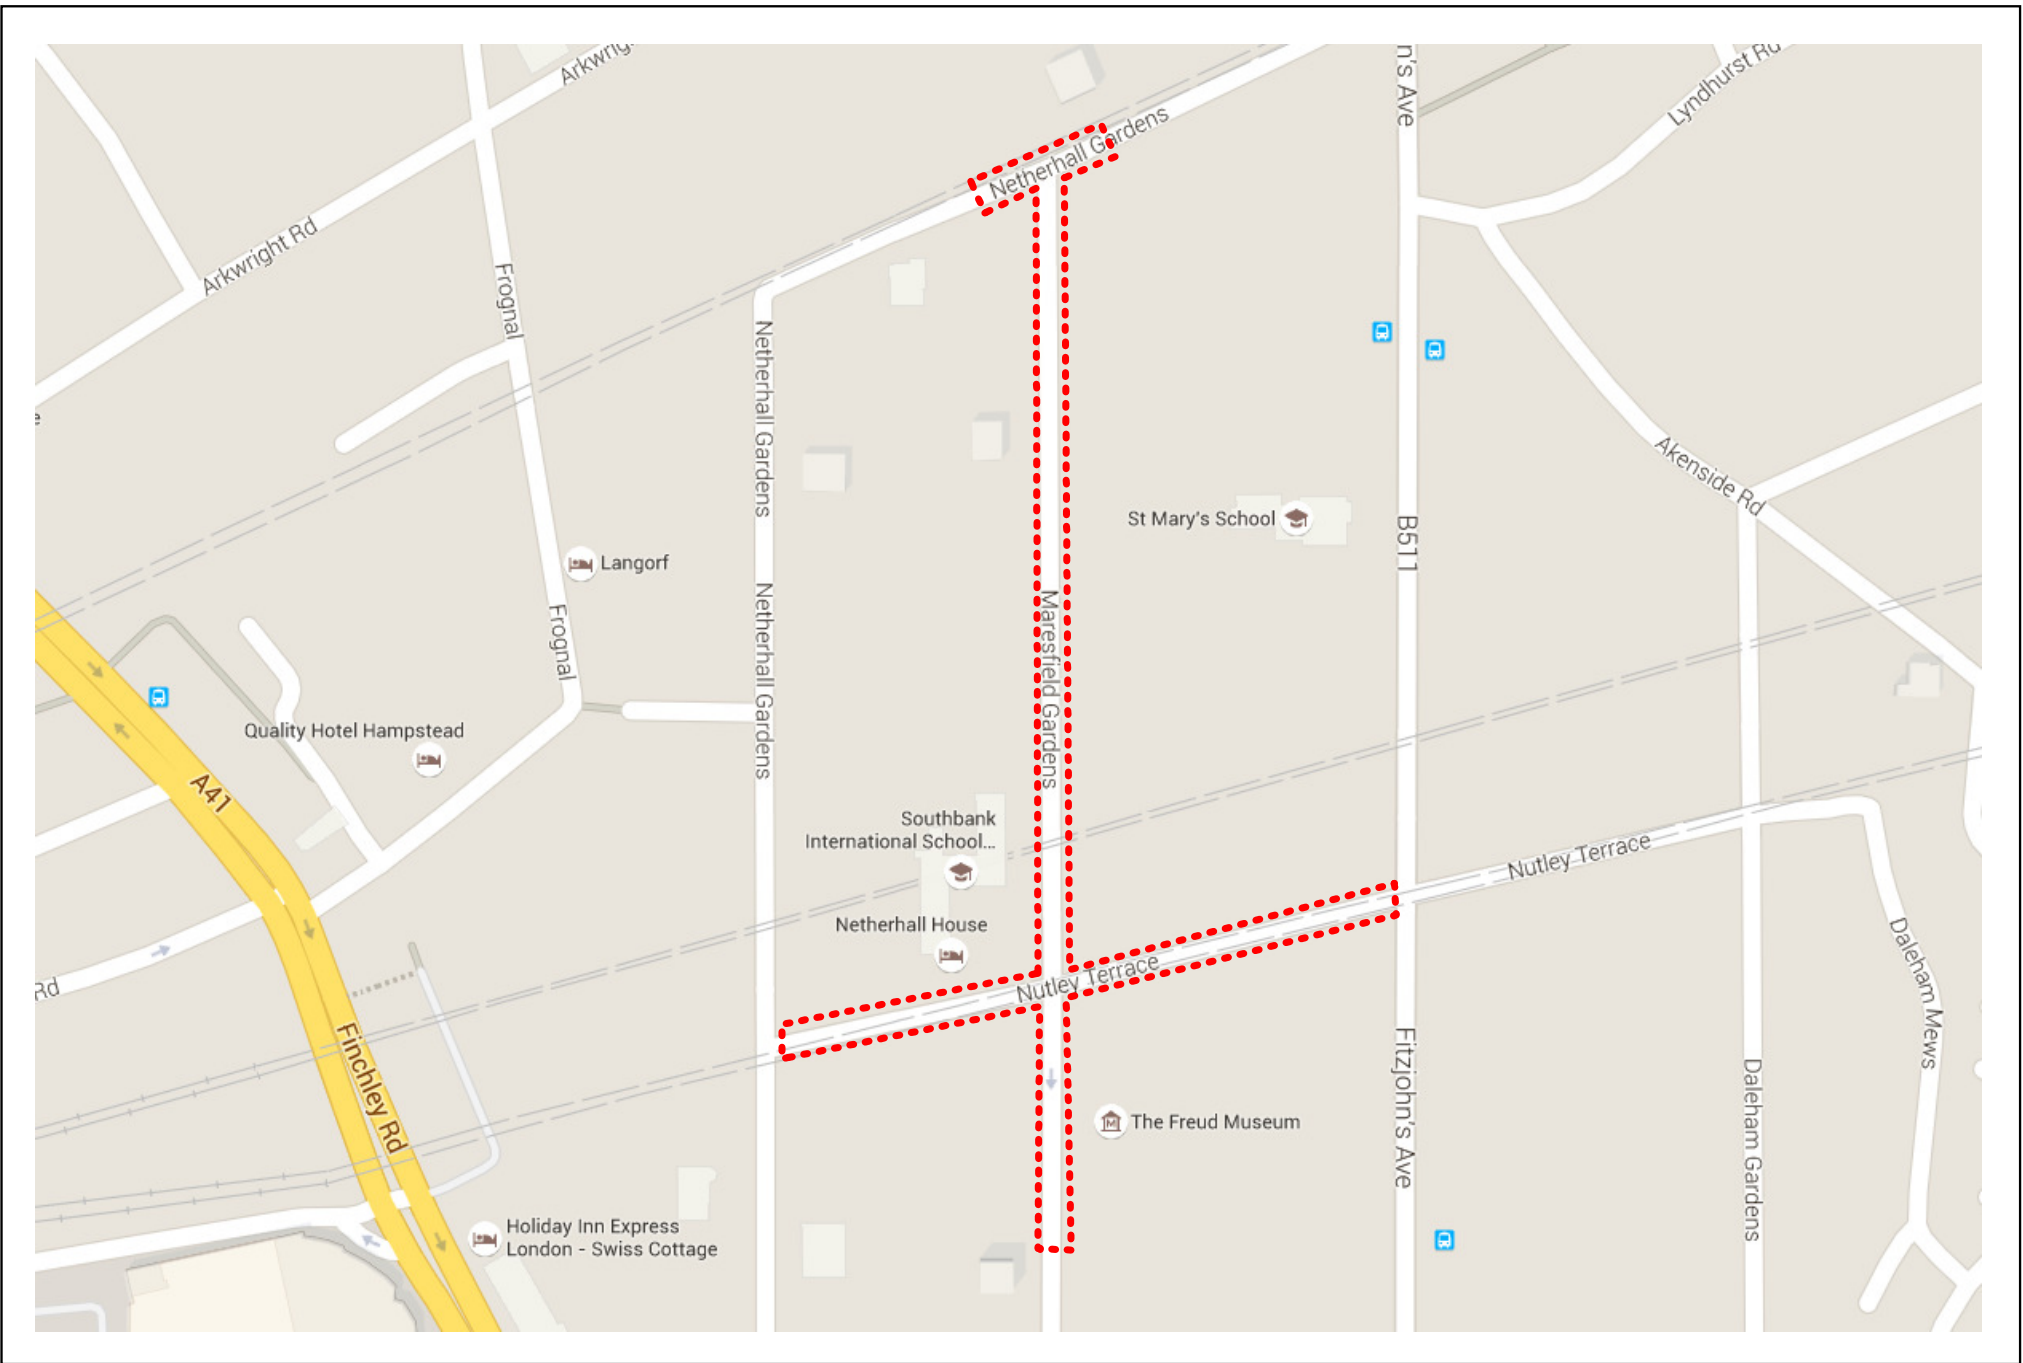 Arkwrig
n's Ave
Lyndhurst Rd
Netherhall Gardens
Arkwright Rd
Frognal
Netherhall Gardens
Akenside Rd
St Mary's School
B511
Langorf
Frognal
Netherhall Gardens
Maresfield Gardens
Quality Hotel Hampstead
A41
Southbank
International School...
Nutley Terrace
Netherhall House
Nutley Terrace
Rd
Daleham Mews
Finchley Rd
Fitzjohn's Ave
Daleham Gardens
The Freud Museum
Holiday Inn Express
London - Swiss Cottage